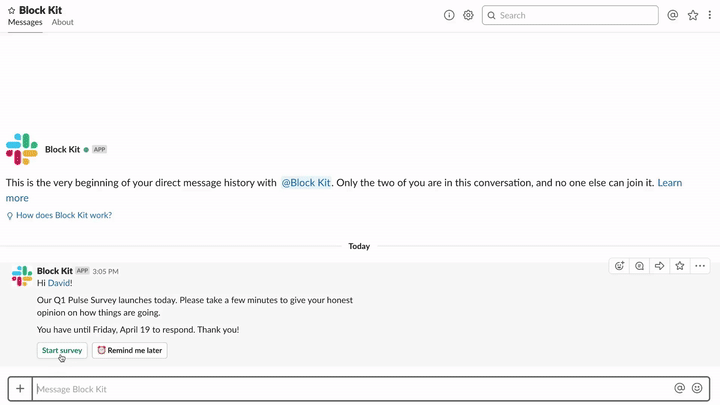 Block Kit
Messages About
Search
Block Kit APP
This is the very beginning of your direct message history with @Block Kit. Only the two of you are in this conversation, and no one else can join it. Learn
more
How does Block Kit work?
Today
Block Kit APP 3:05 PM
Hi David!
Our Q1 Pulse Survey launches today. Please take a few minutes to give your honest
opinion on how things are going.
You have until Friday, April 19 to respond. Thank you!
Start survey
Remind me later
Message Block Kit